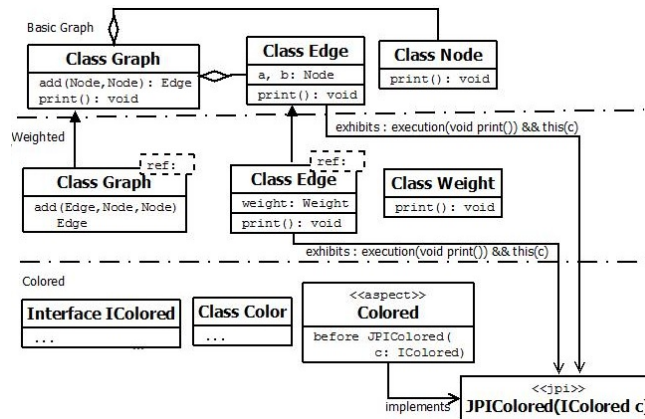 Basic Graph
Class Graph
add(Node,Node): Edge
print(): void
Class Edge
a, b: Node
print(): void
Class Node
print(): void
exhibits : execution(void print()) && this(c)
Weighted
ref:
Class Graph
add(Edge,Node,Node)
Edge
ref:
Class Edge
weight: Weight
print(): void
Class Weight
print(): void
exhibits : execution(void print()) && this(c)
Colored
Interface IColored
...
...
Class Color
...
<<aspect>>
Colored
before JPIColored(
c: IColored)
implements
<<jpi>>
JPIColored(IColored c)